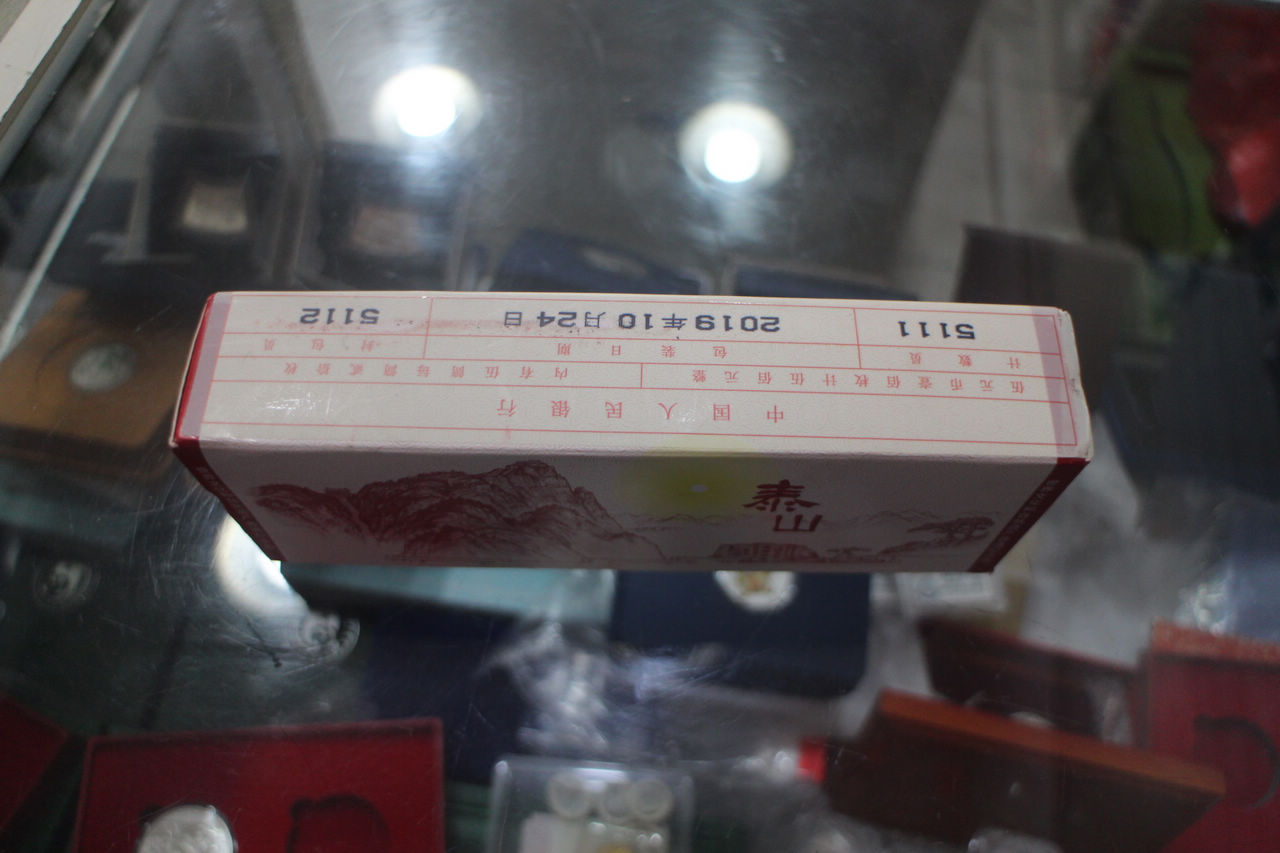 中国人民银行
伍元币壹佰枚计伍佰元整 内有伍筒每筒贰拾枚
计数员 包装日期 封包员
5111 2019年10月24日 5112
泰山